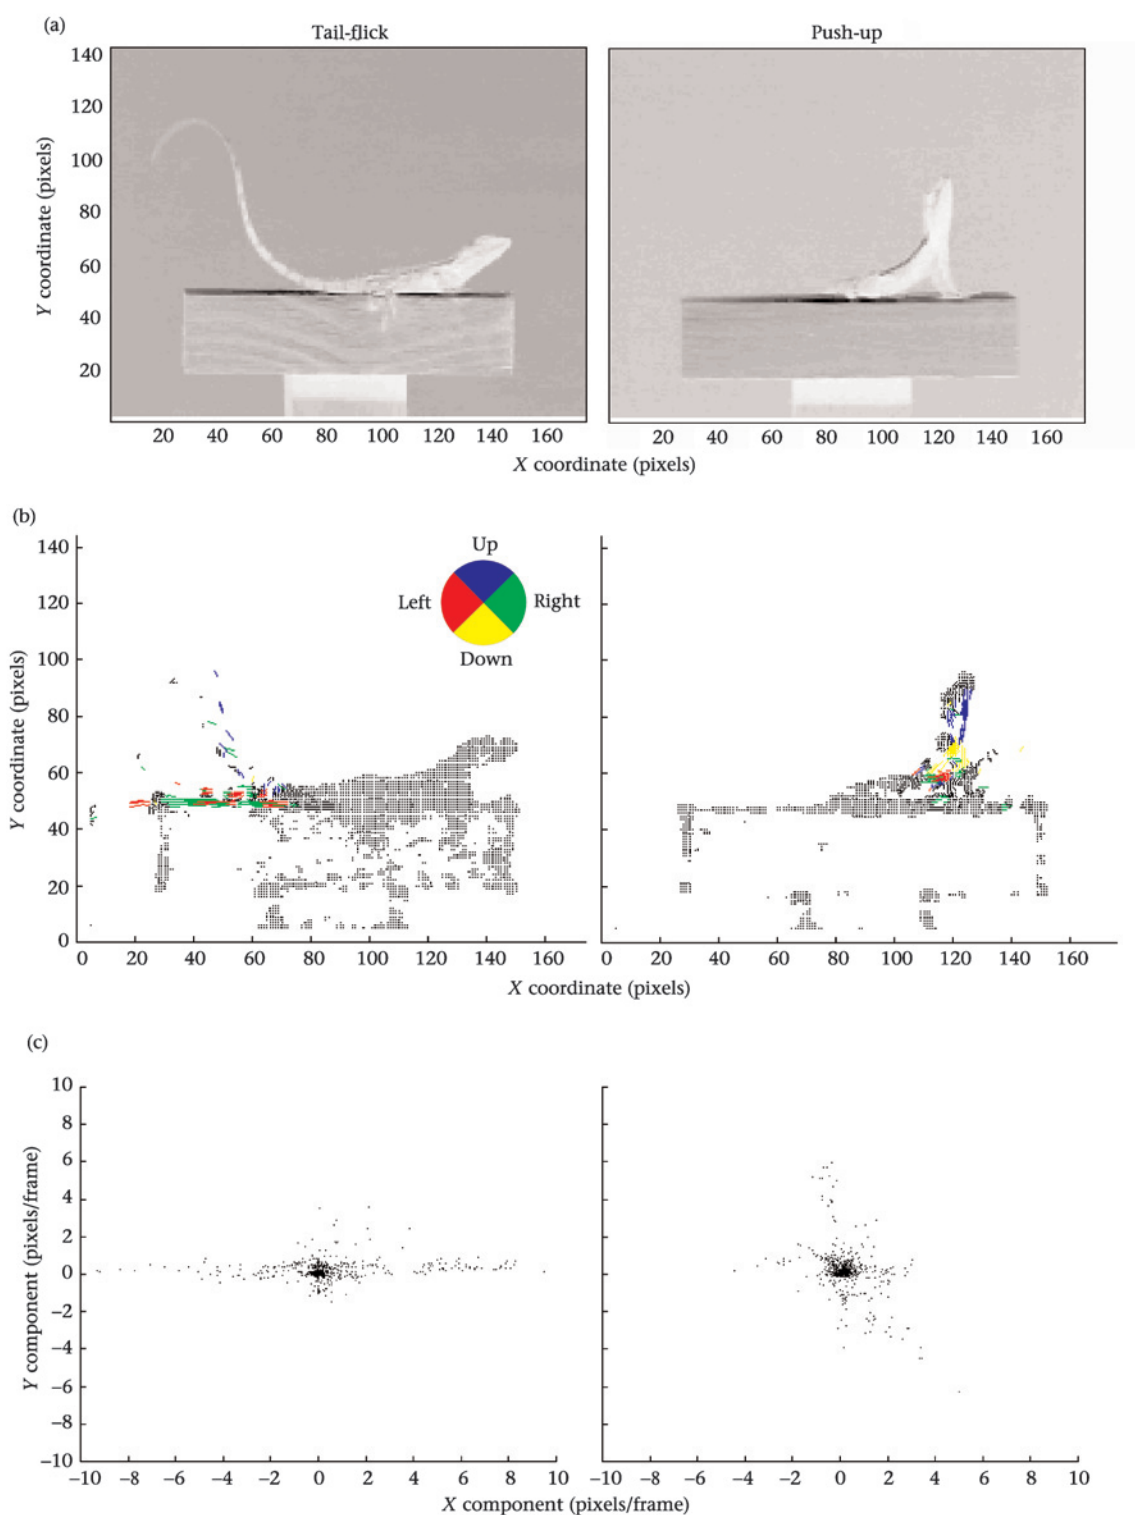 (a)
Tail-flick
Push-up
140
120
100
80
60
40
20
Y coordinate (pixels)
20 40 60 80 100 120 140 160
20 40 60 80 100 120 140 160
X coordinate (pixels)
(b)
140
120
100
80
60
40
20
0
Y coordinate (pixels)
Up
Left
Right
Down
0 20 40 60 80 100 120 140 160
0 20 40 60 80 100 120 140 160
X coordinate (pixels)
(c)
10
8
6
4
2
0
−2
−4
−6
−8
−10
Y component (pixels/frame)
−10 −8 −6 −4 −2 0 2 4 6 8 10
−10 −8 −6 −4 −2 0 2 4 6 8 10
X component (pixels/frame)